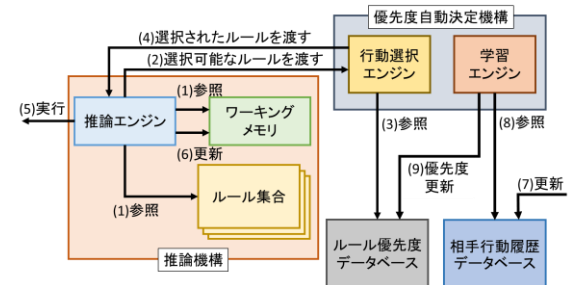 優先度自動決定機構
(4)選択されたルールを渡す
(2)選択可能なルールを渡す
行動選択
エンジン
学習
エンジン
(1)参照
(5)実行
推論エンジン
ワーキング
メモリ
(3)参照
(8)参照
(6)更新
(9)優先度
更新
(7)更新
(1)参照
ルール集合
ルール優先度
データベース
相手行動履歴
データベース
推論機構